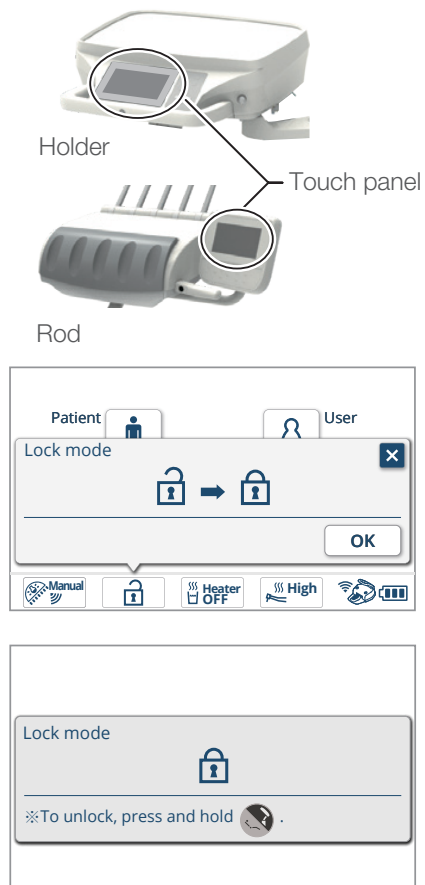 Holder
Touch panel
Rod
Patient
User
Lock mode
OK
Manual
Heater
OFF
High
Lock mode
※To unlock, press and hold .